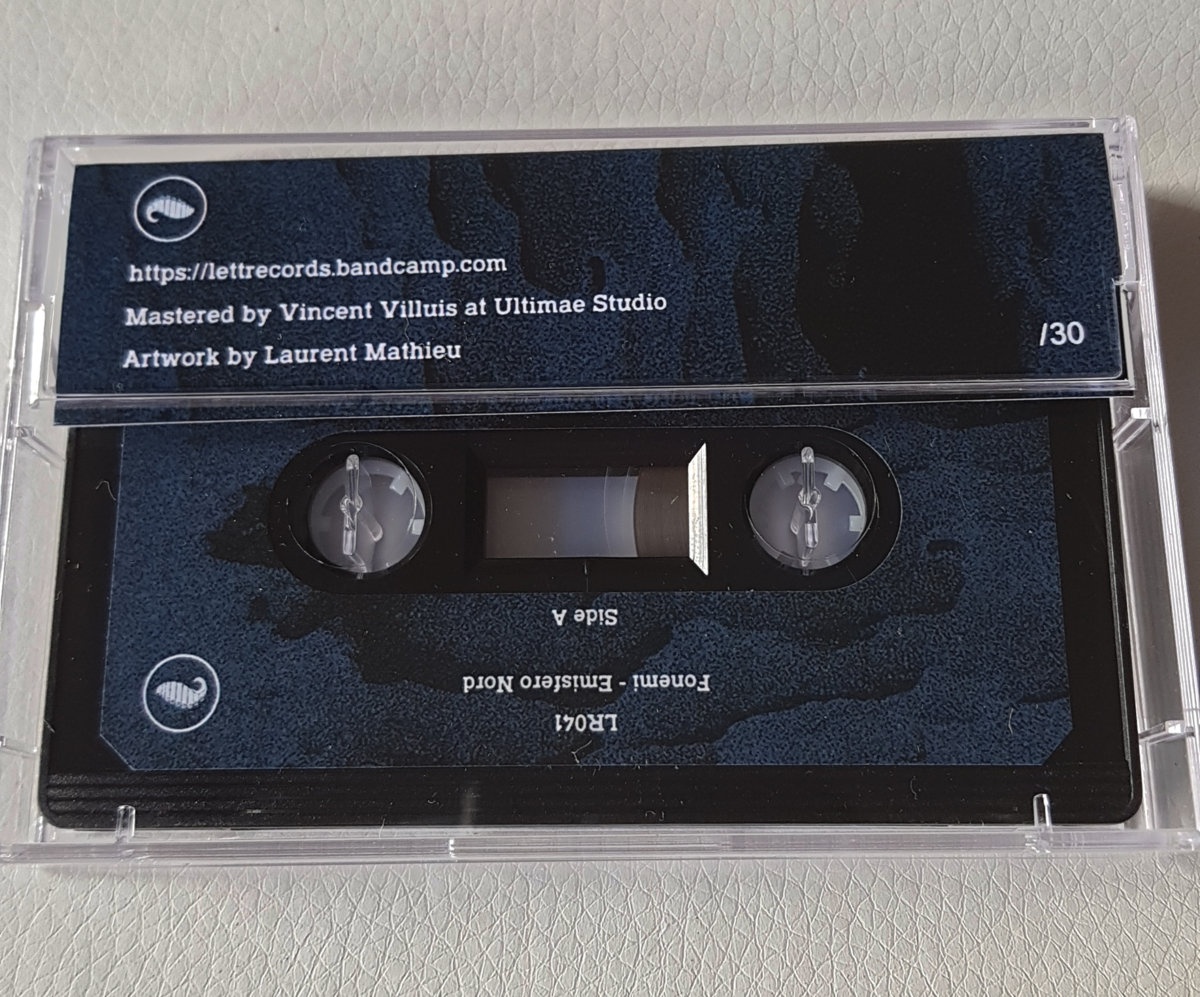 https://lettrecords.bandcamp.com
Mastered by Vincent Villuis at Ultimae Studio
Artwork by Laurent Mathieu
/30
LR041
Fonemi - Emisfero Nord
Side A